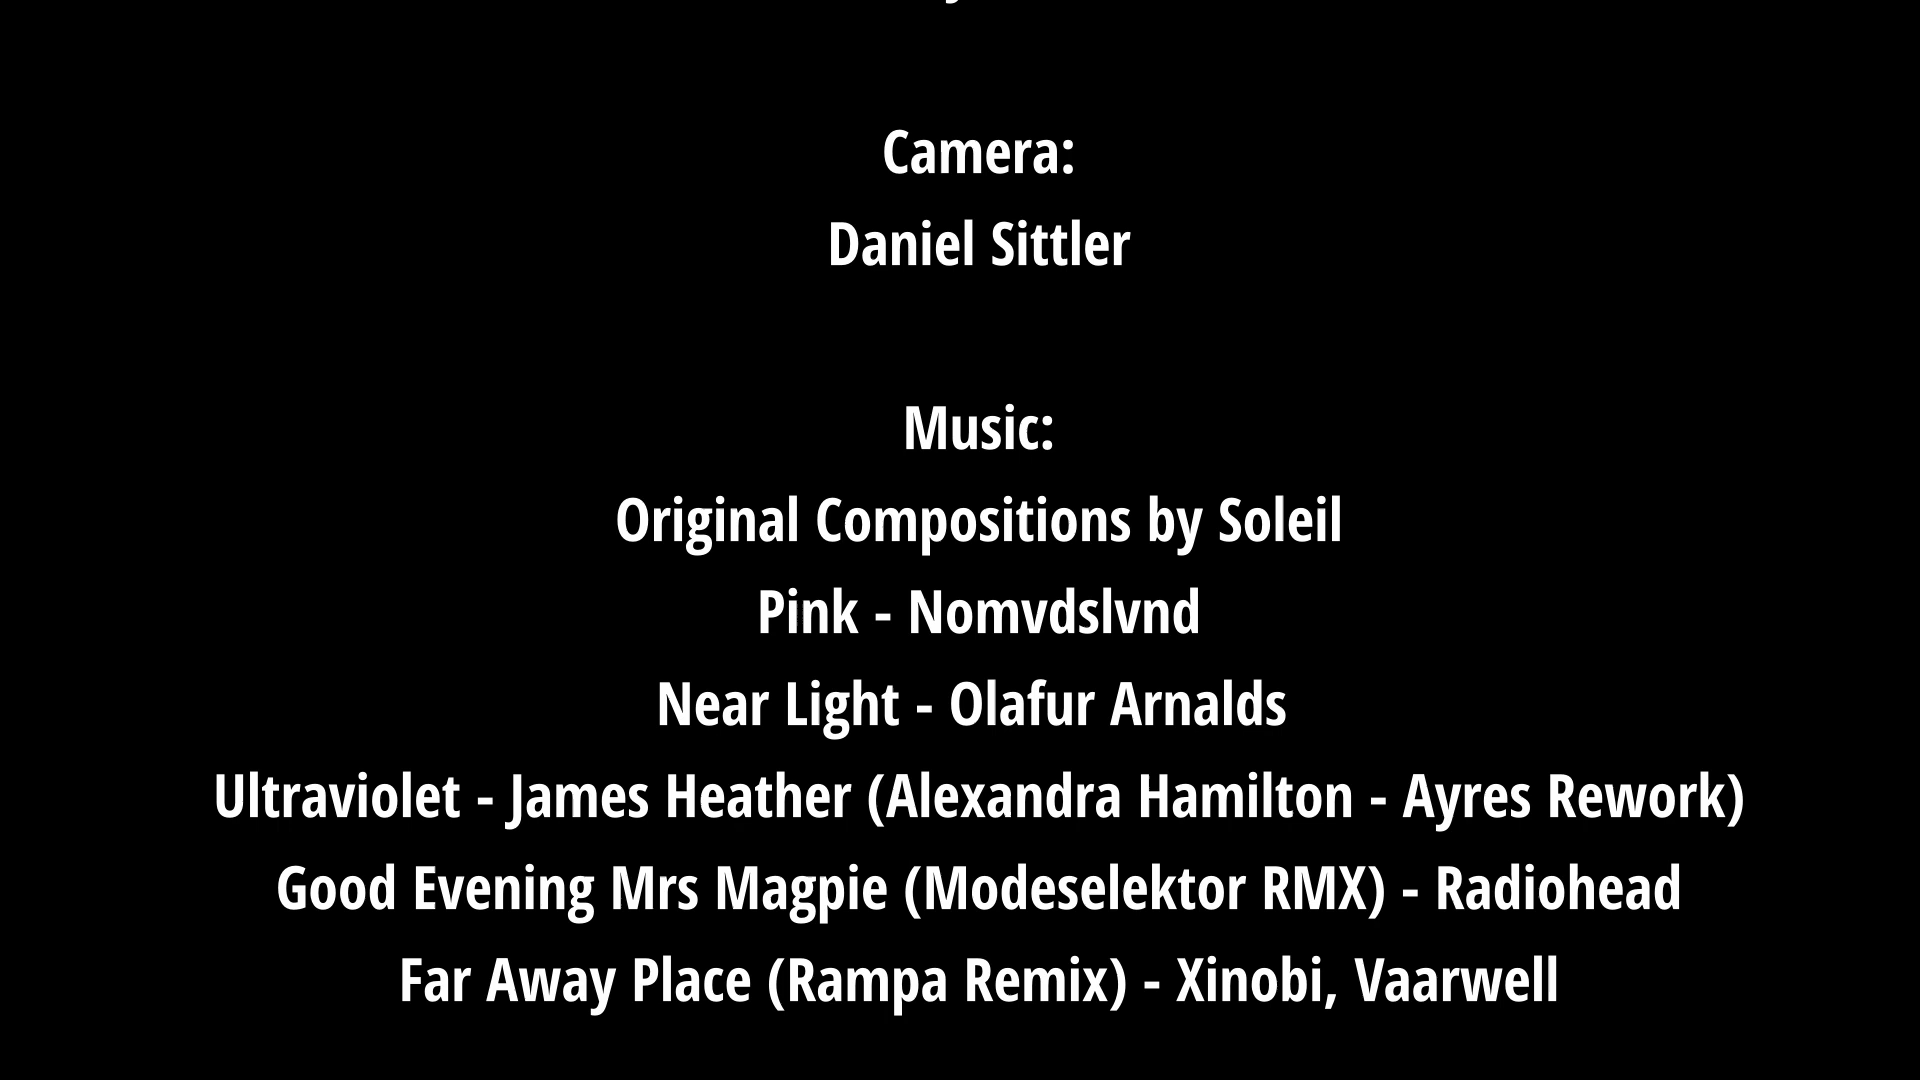 Camera:
Daniel Sittler
Music:
Original Compositions by Soleil
Pink - Nomvdslvnd
Near Light - Olafur Arnalds
Ultraviolet - James Heather (Alexandra Hamilton - Ayres Rework)
Good Evening Mrs Magpie (Modeselektor RMX) - Radiohead
Far Away Place (Rampa Remix) - Xinobi, Vaarwell